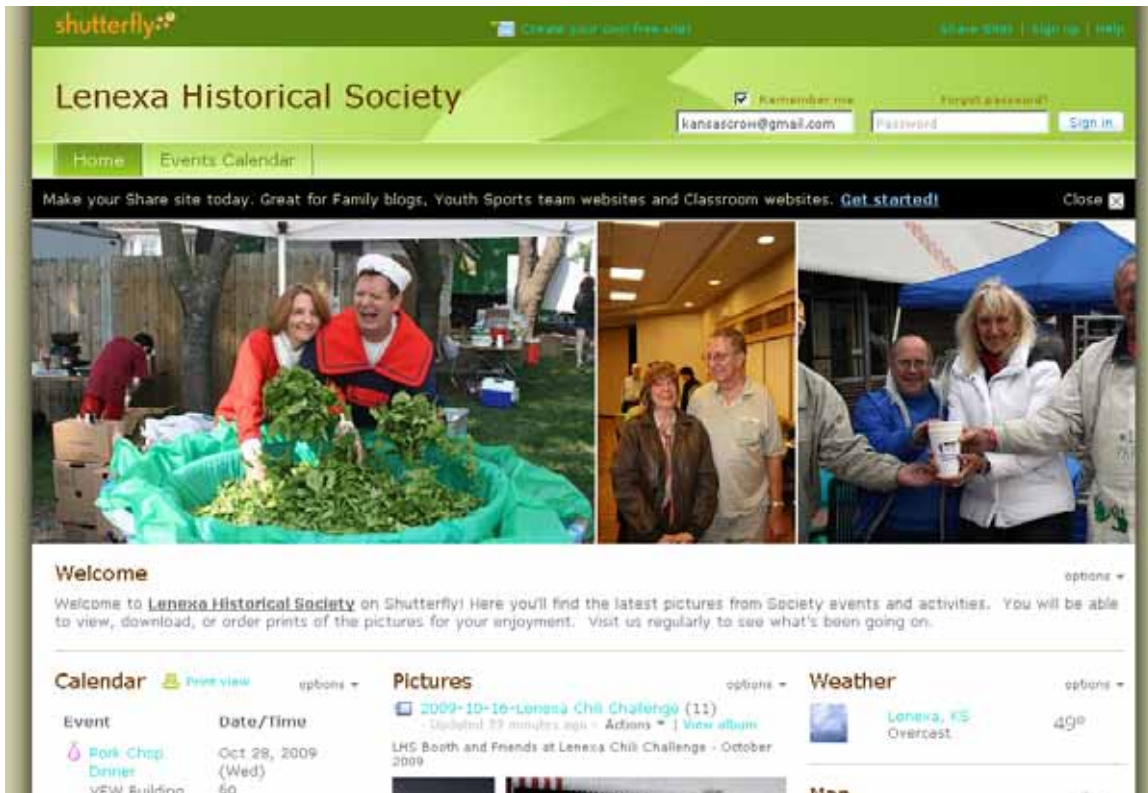 shutterfly
Create your own free site!
Share Sites | Sign up | Help
Lenexa Historical Society
Remember me
Forgot password?
kansascrow@gmail.com
Password
Sign in
Home
Events Calendar
Make your Share site today. Great for Family blogs, Youth Sports team websites and Classroom websites. Get started!
Close
Welcome
options
Welcome to Lenexa Historical Society on Shutterfly! Here you'll find the latest pictures from Society events and activities. You will be able
to view, download, or order prints of the pictures for your enjoyment. Visit us regularly to see what's been going on.
Calendar
Print view
options
Event
Date/Time
Pork Chop
Dinner
Oct 28, 2009
(Wed)
VFW Building
Pictures
options
2009-10-16-Lenexa Chili Challenge (11)
- Updated 39 minutes ago - Actions | View album
LHS Booth and Friends at Lenexa Chili Challenge - October
2009
Weather
options
Lenexa, KS
Overcast
49°
Map